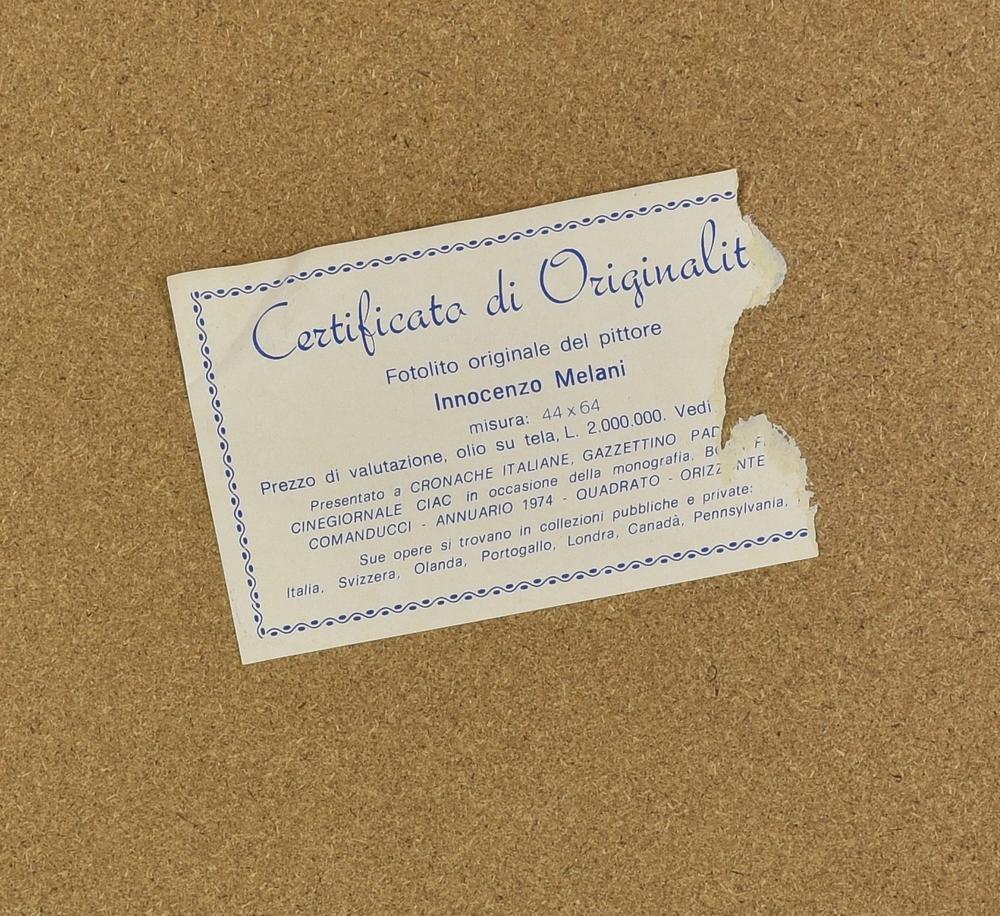 Certificato di Originalit
Fotolito originale del pittore
Innocenzo Melani
misura: 44 x 64
Prezzo di valutazione, olio su tela, L. 2.000.000. Vedi
Presentato a CRONACHE ITALIANE, GAZZETTINO PAD
CINEGIORNALE CIAC in occasione della monografia,
COMANDUCCI - ANNUARIO 1974 - QUADRATO -
Sue opere si trovano in collezioni pubbliche e private:
Italia, Svizzera, Olanda, Portogallo, Londra, Canadà, Pennsylvania,